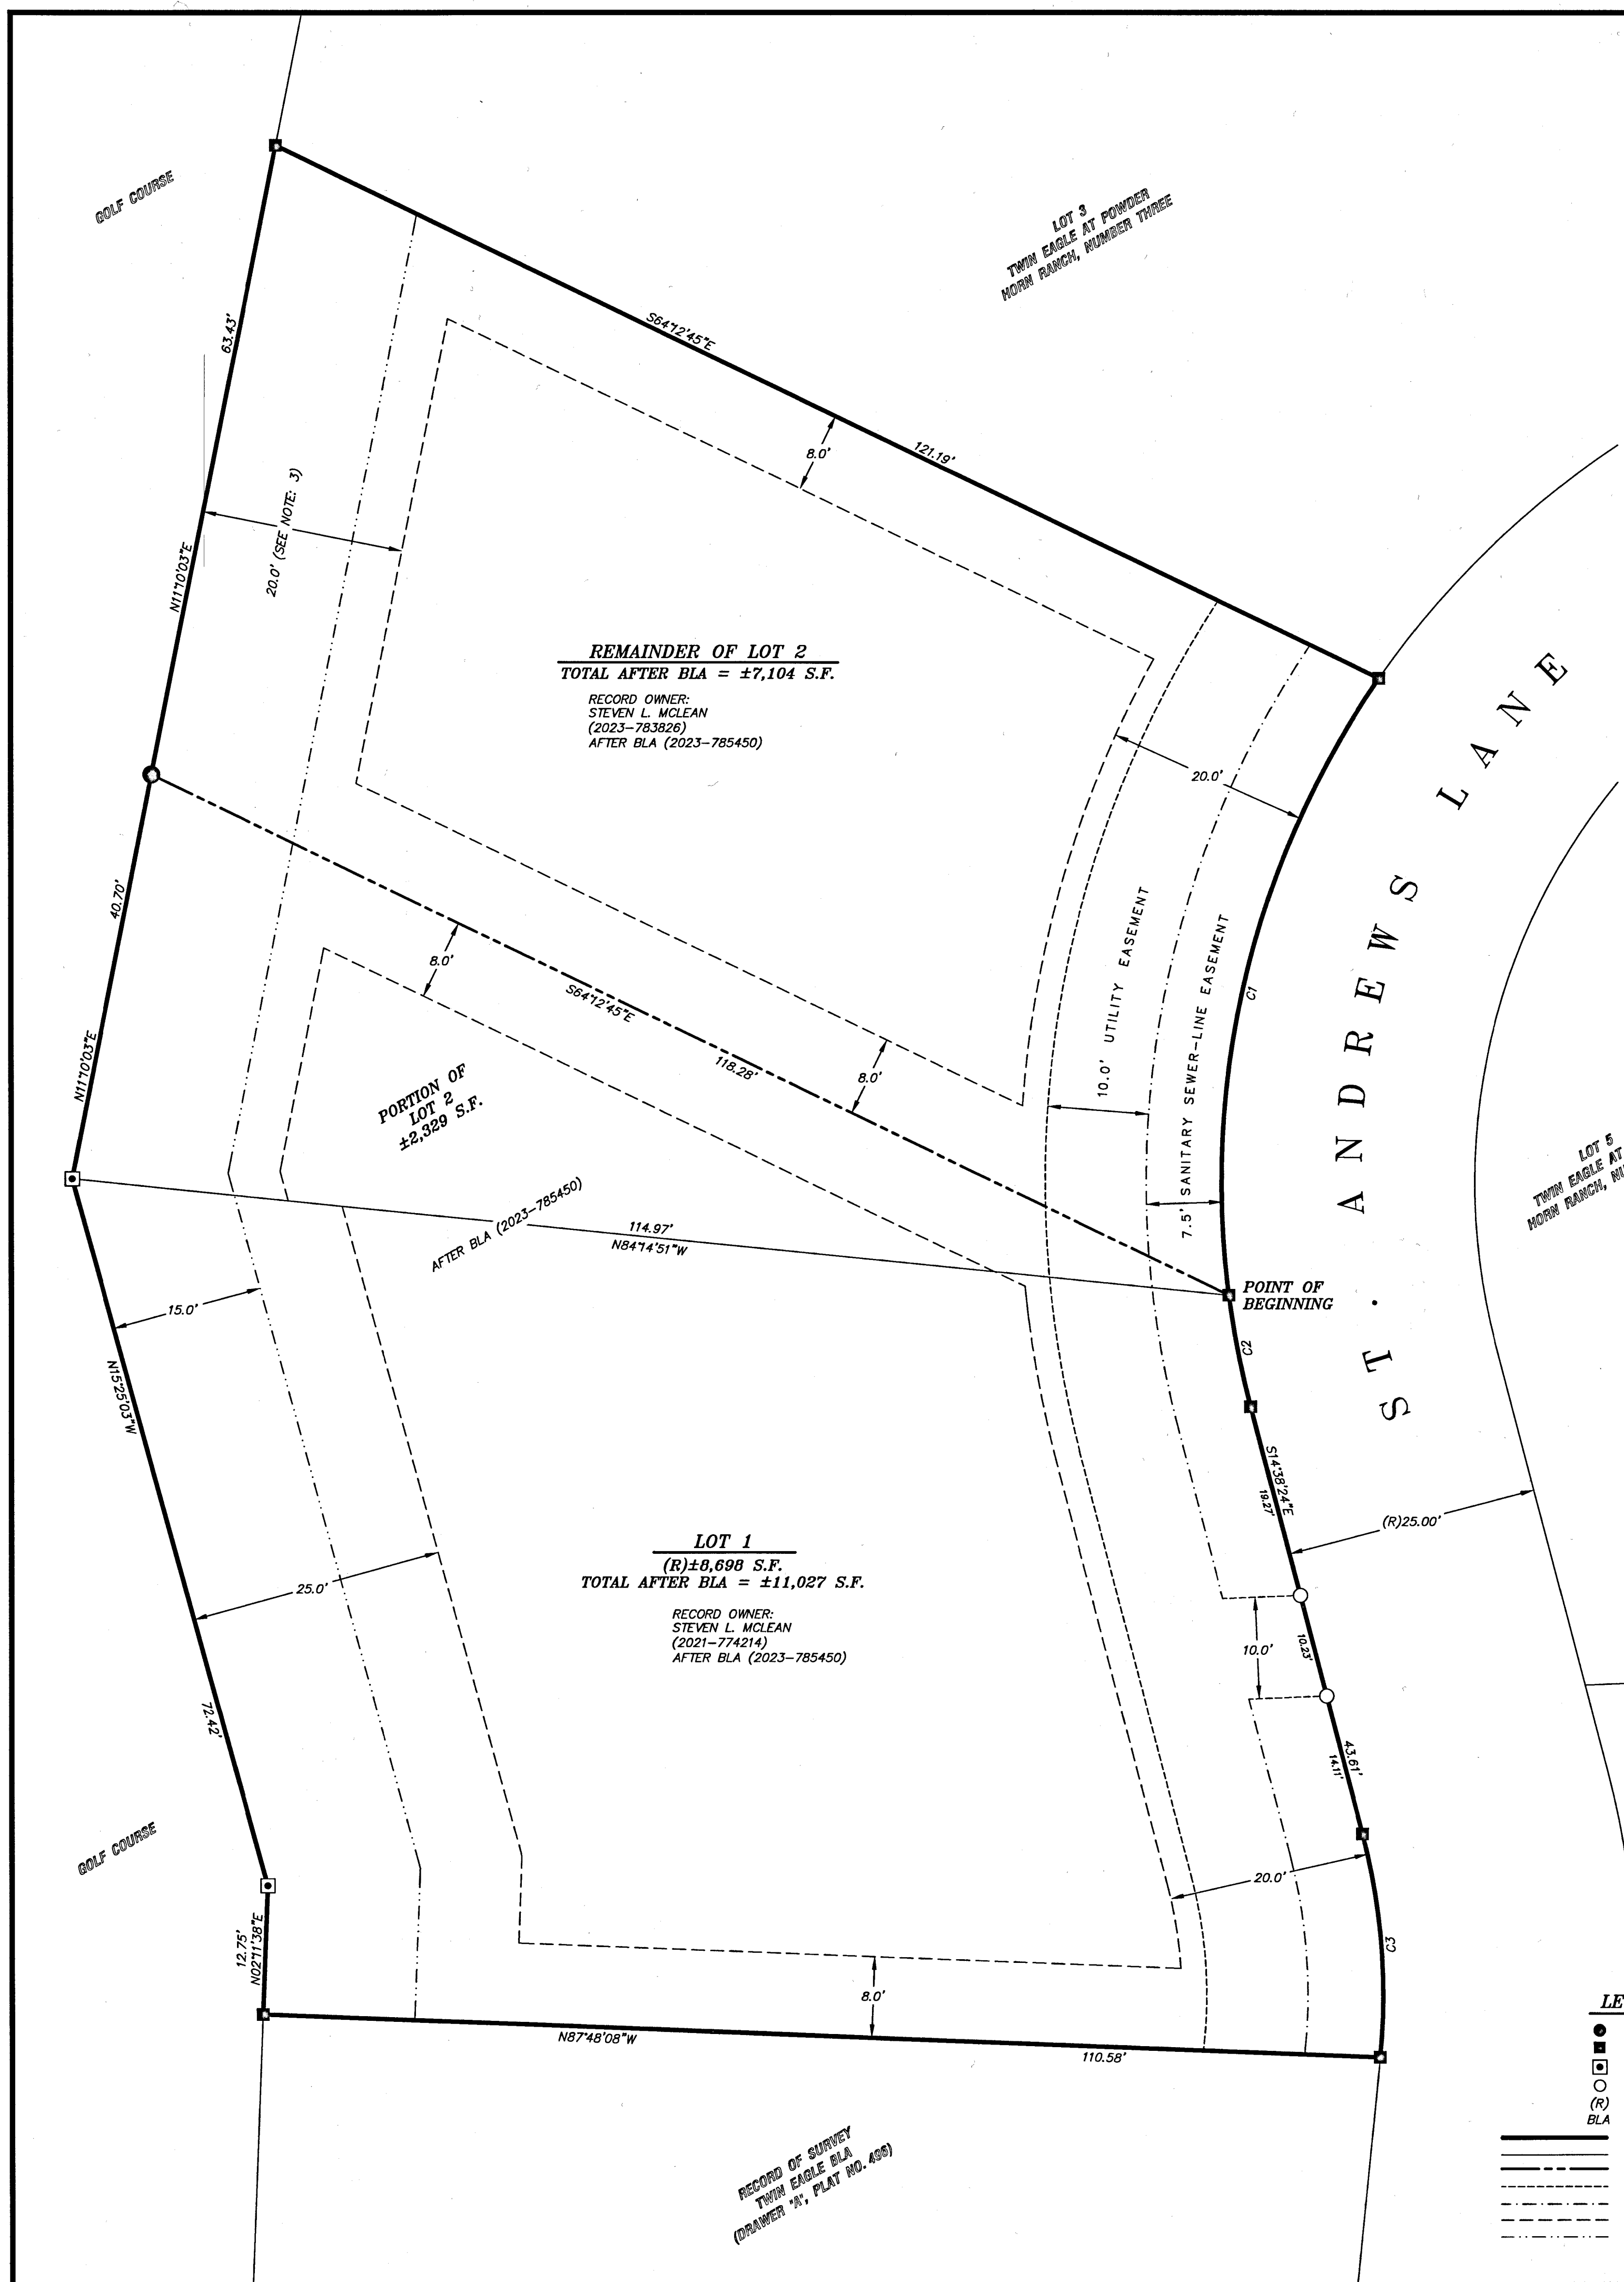 GOLF COURSE
LOT 3
TWIN EAGLE AT POWDER
HORN RANCH, NUMBER THREE
63.43'
S64°12'45"E
121.19'
8.0'
20.0' (SEE NOTE: 3)
N11°10'03"E
REMAINDER OF LOT 2
TOTAL AFTER BLA = ±7,104 S.F.
RECORD OWNER:
STEVEN L. MCLEAN
(2023-783826)
AFTER BLA (2023-785450)
20.0'
ST. ANDREWS LANE
40.70'
N11°10'03"E
8.0'
S64°12'45"E
118.28'
8.0'
10.0' UTILITY EASEMENT
7.5' SANITARY SEWER-LINE EASEMENT
C1
PORTION OF
LOT 2
±2,329 S.F.
AFTER BLA (2023-785450)
114.97'
N84°14'51"W
LOT 5
TWIN EAGLE AT
HORN RANCH, NU
POINT OF
BEGINNING
C2
15.0'
N15°25'03"W
S14°38'24"E
19.27'
(R)25.00'
LOT 1
(R)±8,698 S.F.
TOTAL AFTER BLA = ±11,027 S.F.
RECORD OWNER:
STEVEN L. MCLEAN
(2021-774214)
AFTER BLA (2023-785450)
25.0'
10.0'
10.23'
72.42'
43.61'
14.11'
GOLF COURSE
20.0'
12.75'
N02°11'38"E
C3
8.0'
N87°48'08"W
110.58'
RECORD OF SURVEY
TWIN EAGLE BLA
(DRAWER "A", PLAT NO. 496)
LE
(R)
BLA